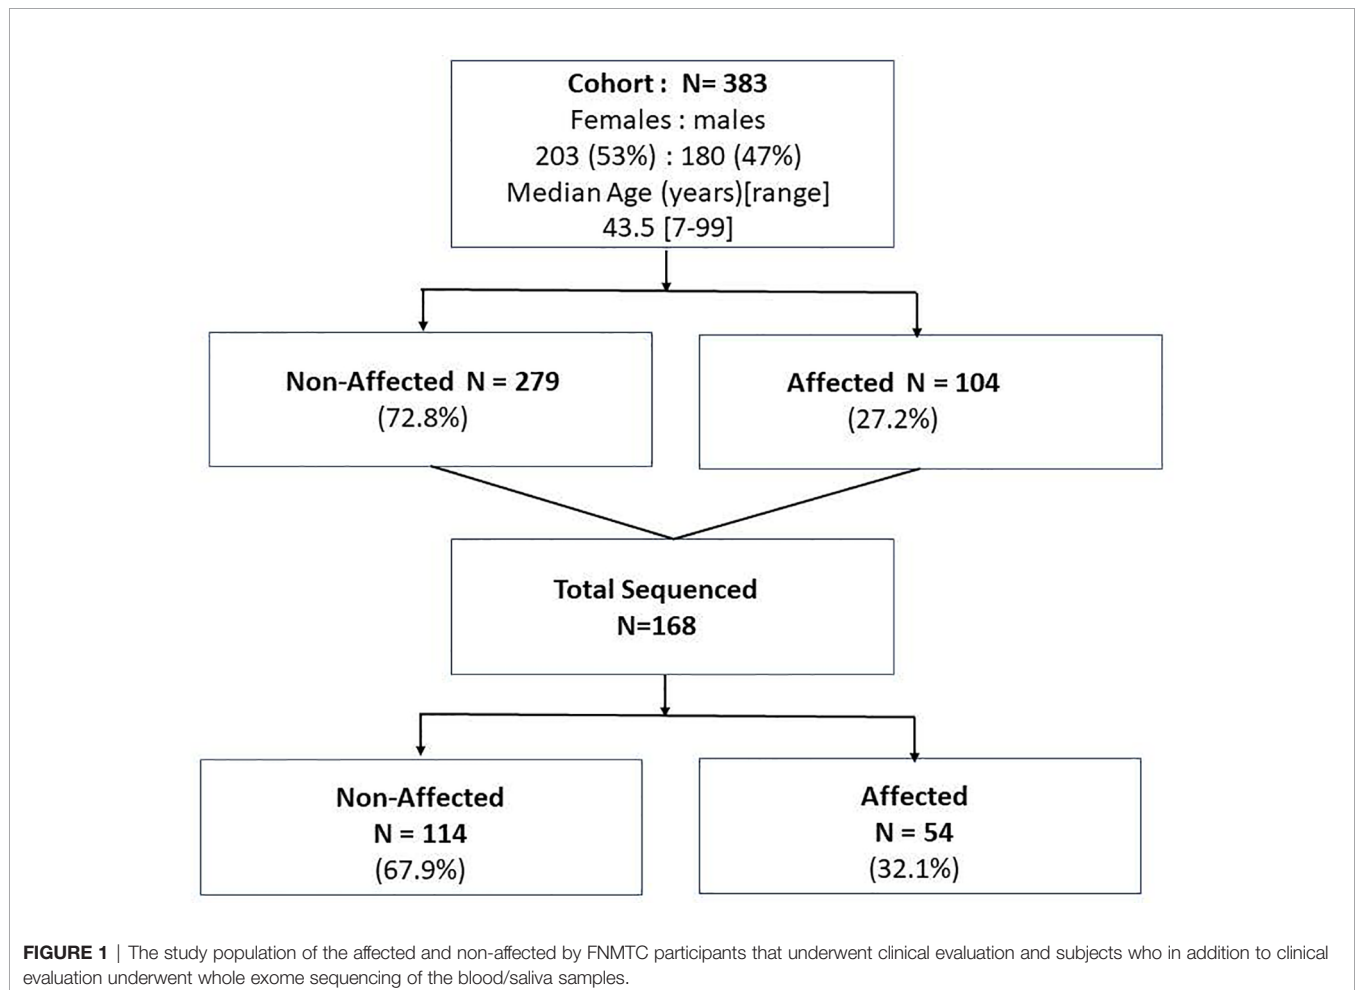 Cohort : N= 383
Females : males
203 (53%) : 180 (47%)
Median Age (years)[range]
43.5 [7-99]
Non-Affected N = 279
(72.8%)
Affected N = 104
(27.2%)
Total Sequenced
N=168
Non-Affected
N = 114
(67.9%)
Affected
N = 54
(32.1%)
FIGURE 1 | The study population of the affected and non-affected by FNMTC participants that underwent clinical evaluation and subjects who in addition to clinical
evaluation underwent whole exome sequencing of the blood/saliva samples.